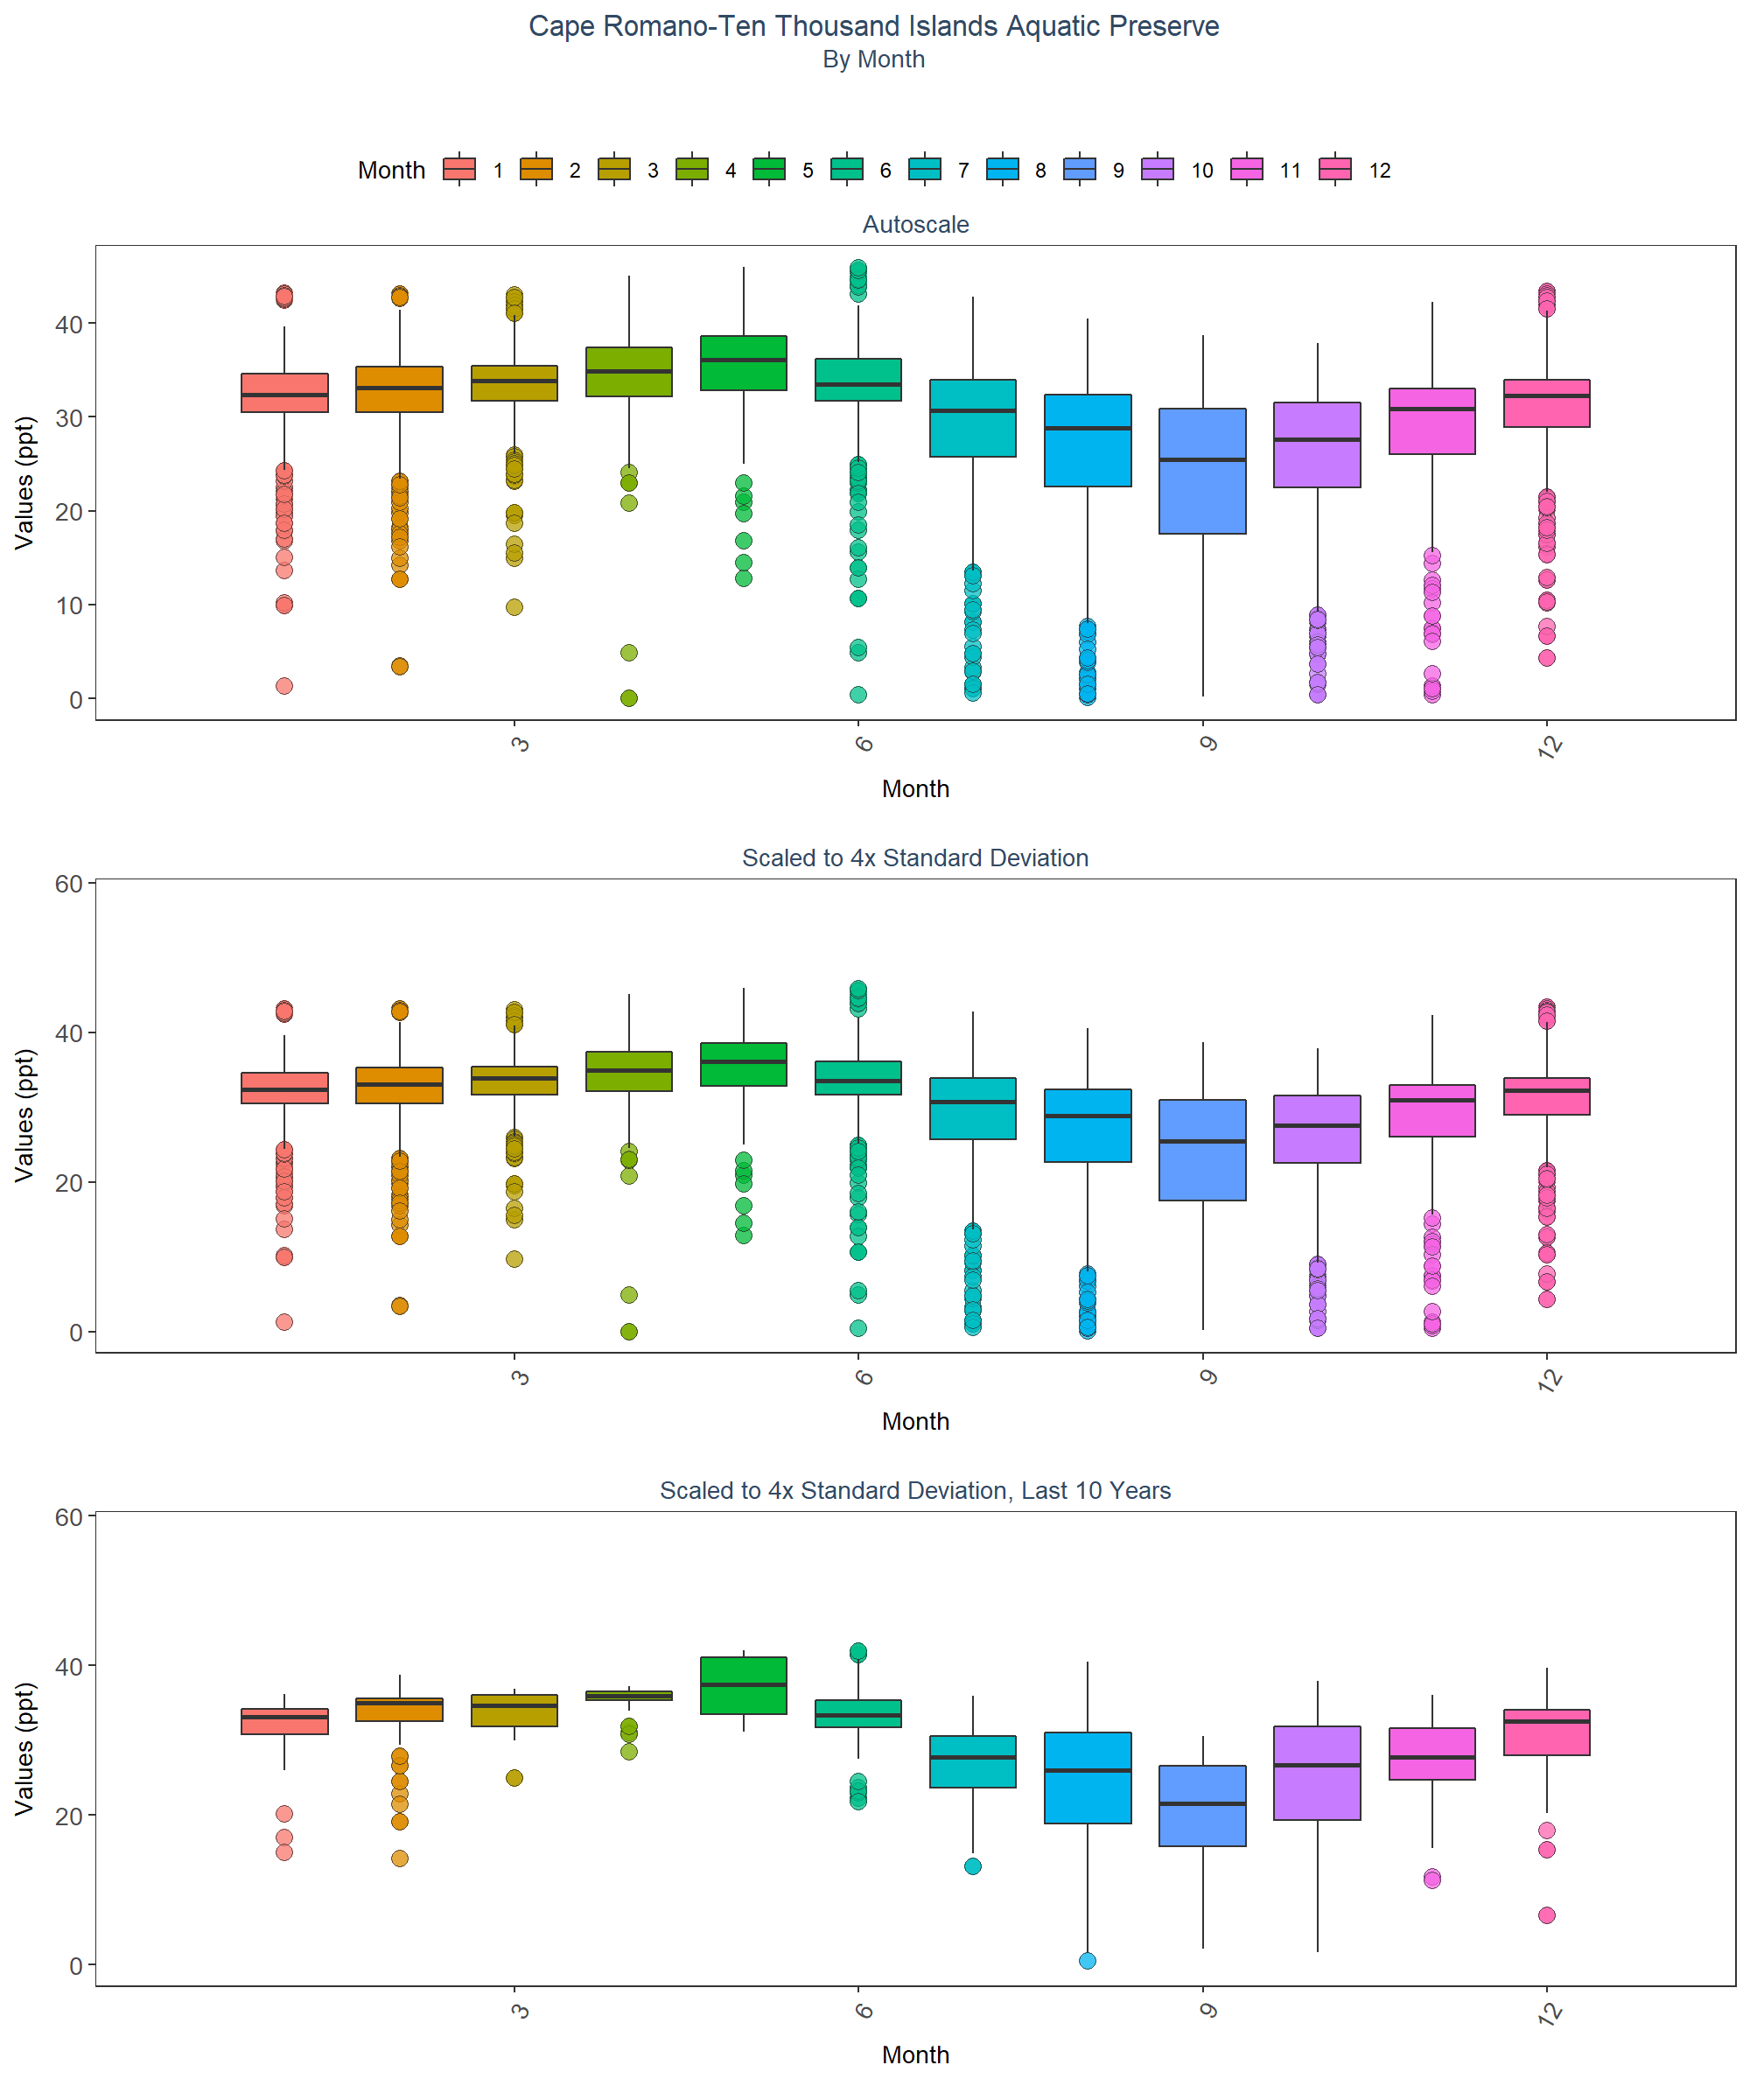 Cape Romano-Ten Thousand Islands Aquatic Preserve
By Month
Month 1 2 3 4 5 6 7 8 9 10 11 12
Autoscale
Values (ppt)
40
30
20
10
0
3 6 9 12
Month
Scaled to 4x Standard Deviation
Values (ppt)
60
40
20
0
3 6 9 12
Month
Scaled to 4x Standard Deviation, Last 10 Years
Values (ppt)
60
40
20
0
3 6 9 12
Month